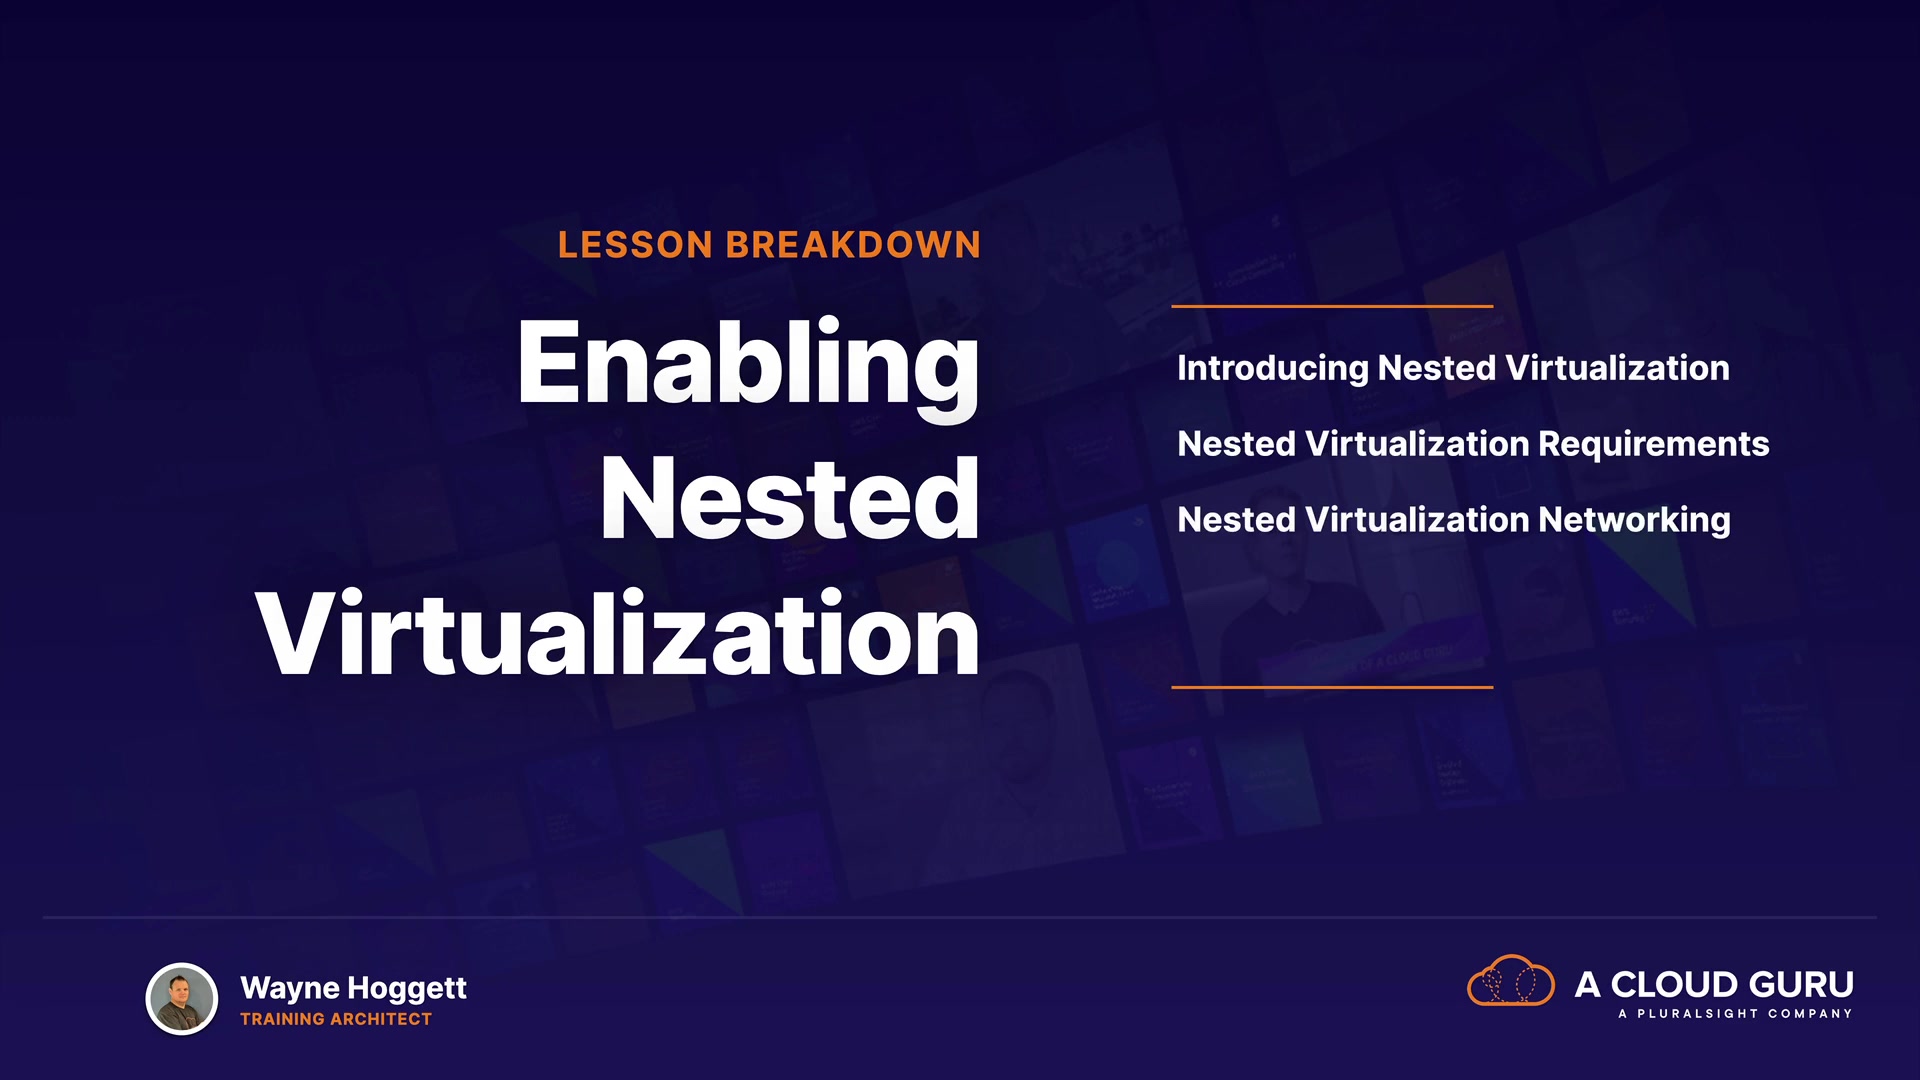 LESSON BREAKDOWN
Enabling
Nested
Virtualization
Introducing Nested Virtualization
Nested Virtualization Requirements
Nested Virtualization Networking
Wayne Hoggett
TRAINING ARCHITECT
A CLOUD GURU
A PLURALSIGHT COMPANY